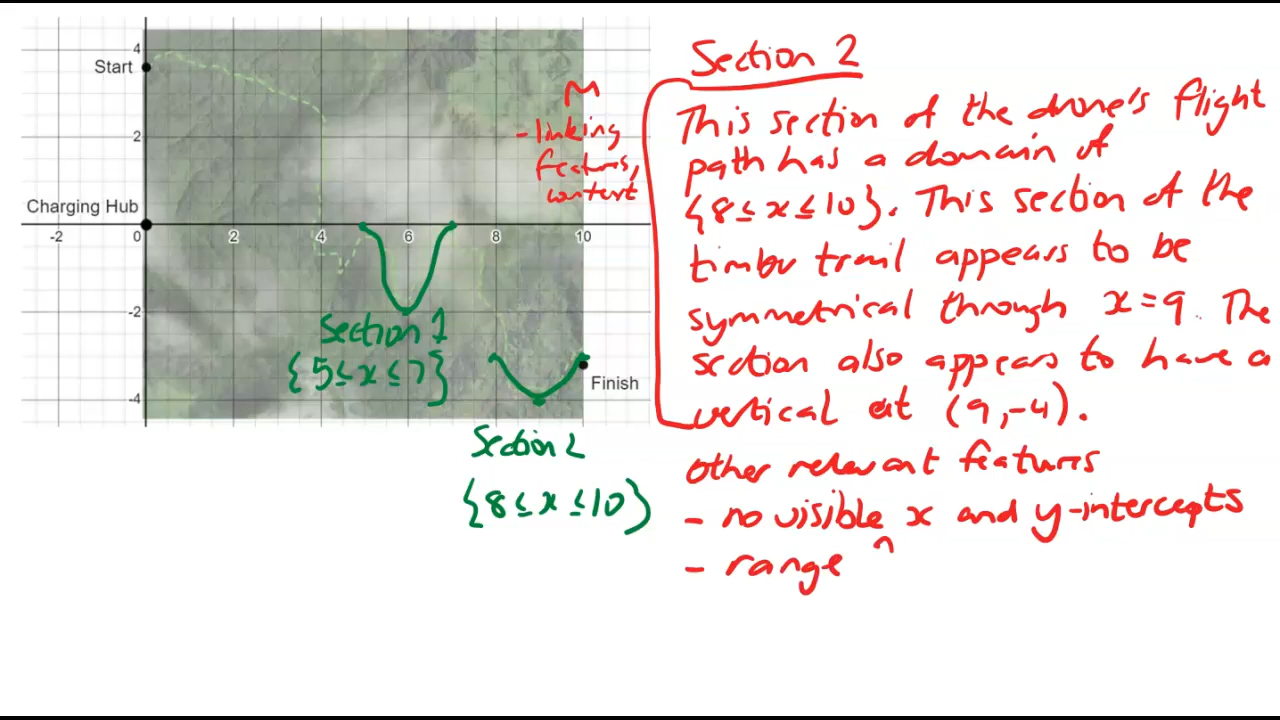 4
Start
2
Charging Hub
-2
0
2
4
6
8
10
-2
-4
Finish
M
- linking
features,
context
Section 1
{5 ≤ x ≤ 7}
Section 2
{8 ≤ x ≤ 10}
Section 2
This section of the drone's flight
path has a domain of
{8 ≤ x ≤ 10}. This section of the
timber trail appears to be
symmetrical through x = 9. The
section also appears to have a
vertical at (9, -4).
Other relevant features
- no visible x and y-intercepts
- range